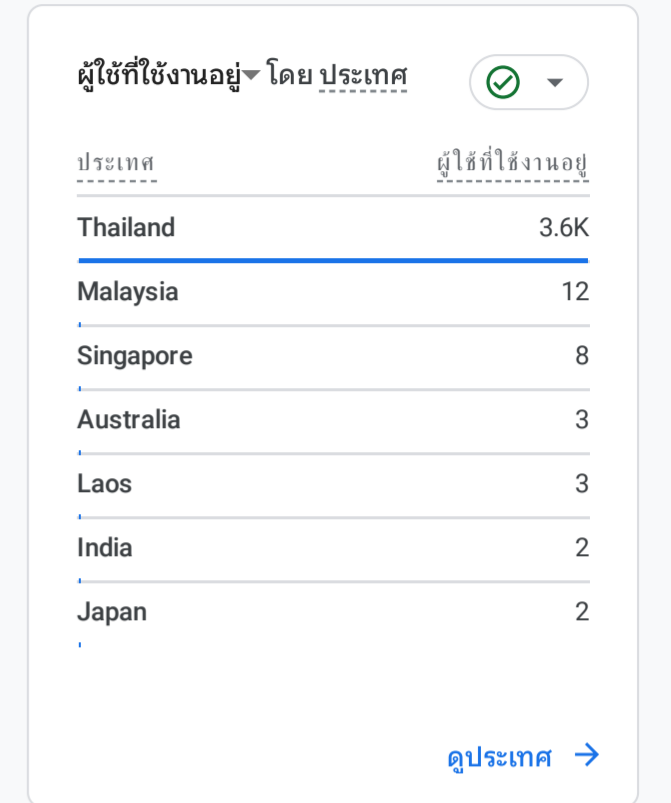 ผู้ใช้ที่ใช้งานอยู่ โดย ประเทศ
ประเทศ ผู้ใช้ที่ใช้งานอยู่
Thailand 3.6K
Malaysia 12
Singapore 8
Australia 3
Laos 3
India 2
Japan 2
ดูประเทศ